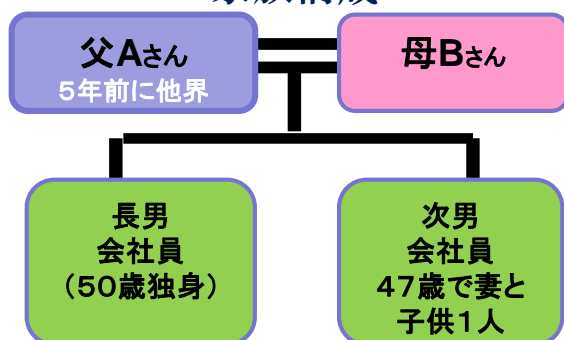 父Aさん
5年前に他界
母Bさん
長男
会社員
(50歳独身)
次男
会社員
47歳で妻と
子供1人